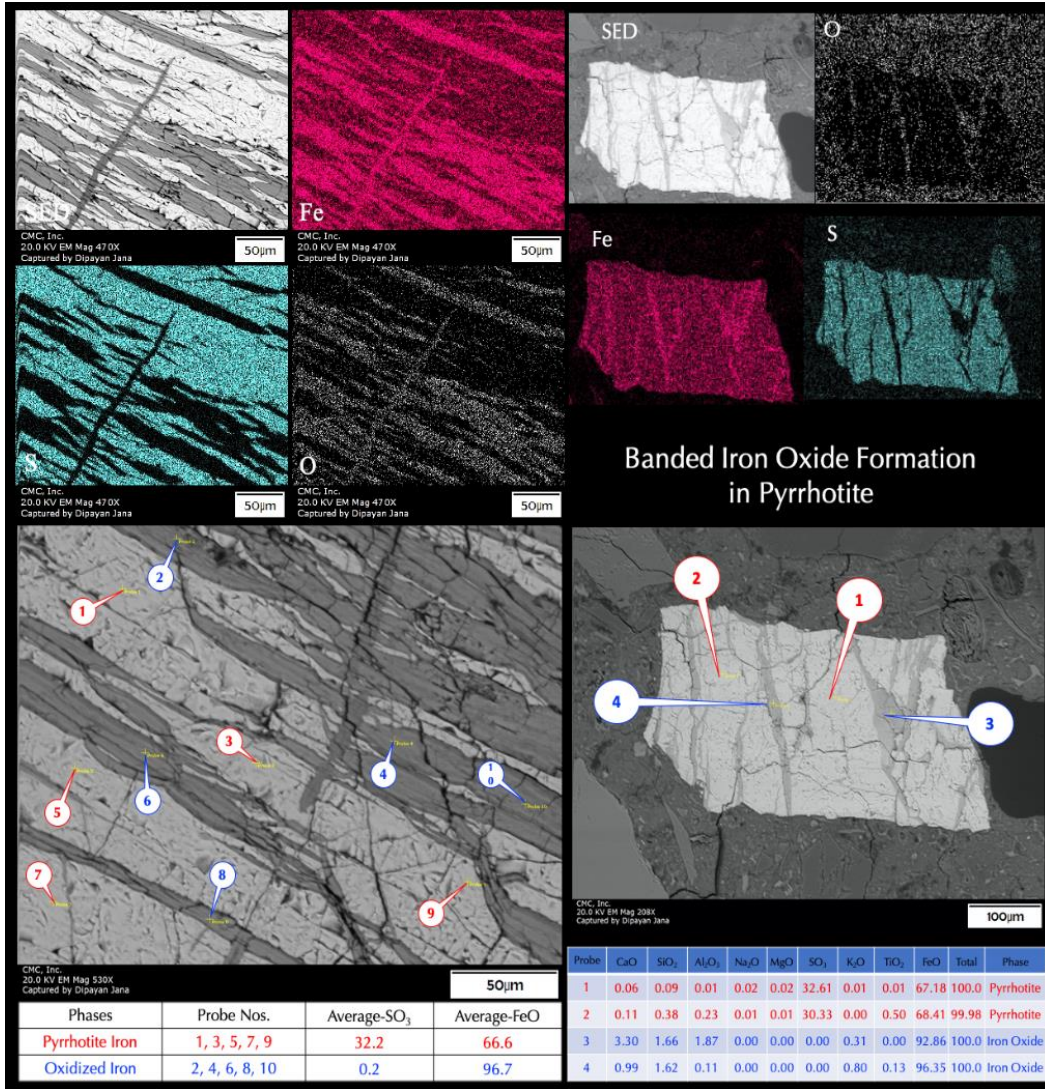 SED
Fe
CMC, Inc.
20.0 KV EM Mag 470X
Captured by Dipayan Jana
50µm
CMC, Inc.
20.0 KV EM Mag 470X
Captured by Dipayan Jana
50µm
S
O
CMC, Inc.
20.0 KV EM Mag 470X
Captured by Dipayan Jana
50µm
CMC, Inc.
20.0 KV EM Mag 470X
Captured by Dipayan Jana
50µm
SED
O
Fe
S
Banded Iron Oxide Formation
in Pyrrhotite
1
2
3
4
5
6
7
8
9
10
CMC, Inc.
20.0 KV EM Mag 530X
Captured by Dipayan Jana
50µm
Phases Probe Nos. Average-SO₃ Average-FeO
Pyrrhotite Iron 1, 3, 5, 7, 9 32.2 66.6
Oxidized Iron 2, 4, 6, 8, 10 0.2 96.7
2
1
4
3
CMC, Inc.
20.0 KV EM Mag 208X
Captured by Dipayan Jana
100µm
Probe CaO SiO₂ Al₂O₃ Na₂O MgO SO₃ K₂O TiO₂ FeO Total Phase
1 0.06 0.09 0.01 0.02 0.02 32.61 0.01 0.01 67.18 100.0 Pyrrhotite
2 0.11 0.38 0.23 0.01 0.01 30.33 0.00 0.50 68.41 99.98 Pyrrhotite
3 3.30 1.66 1.87 0.00 0.00 0.00 0.31 0.00 92.86 100.0 Iron Oxide
4 0.99 1.62 0.11 0.00 0.00 0.00 0.80 0.13 96.35 100.0 Iron Oxide